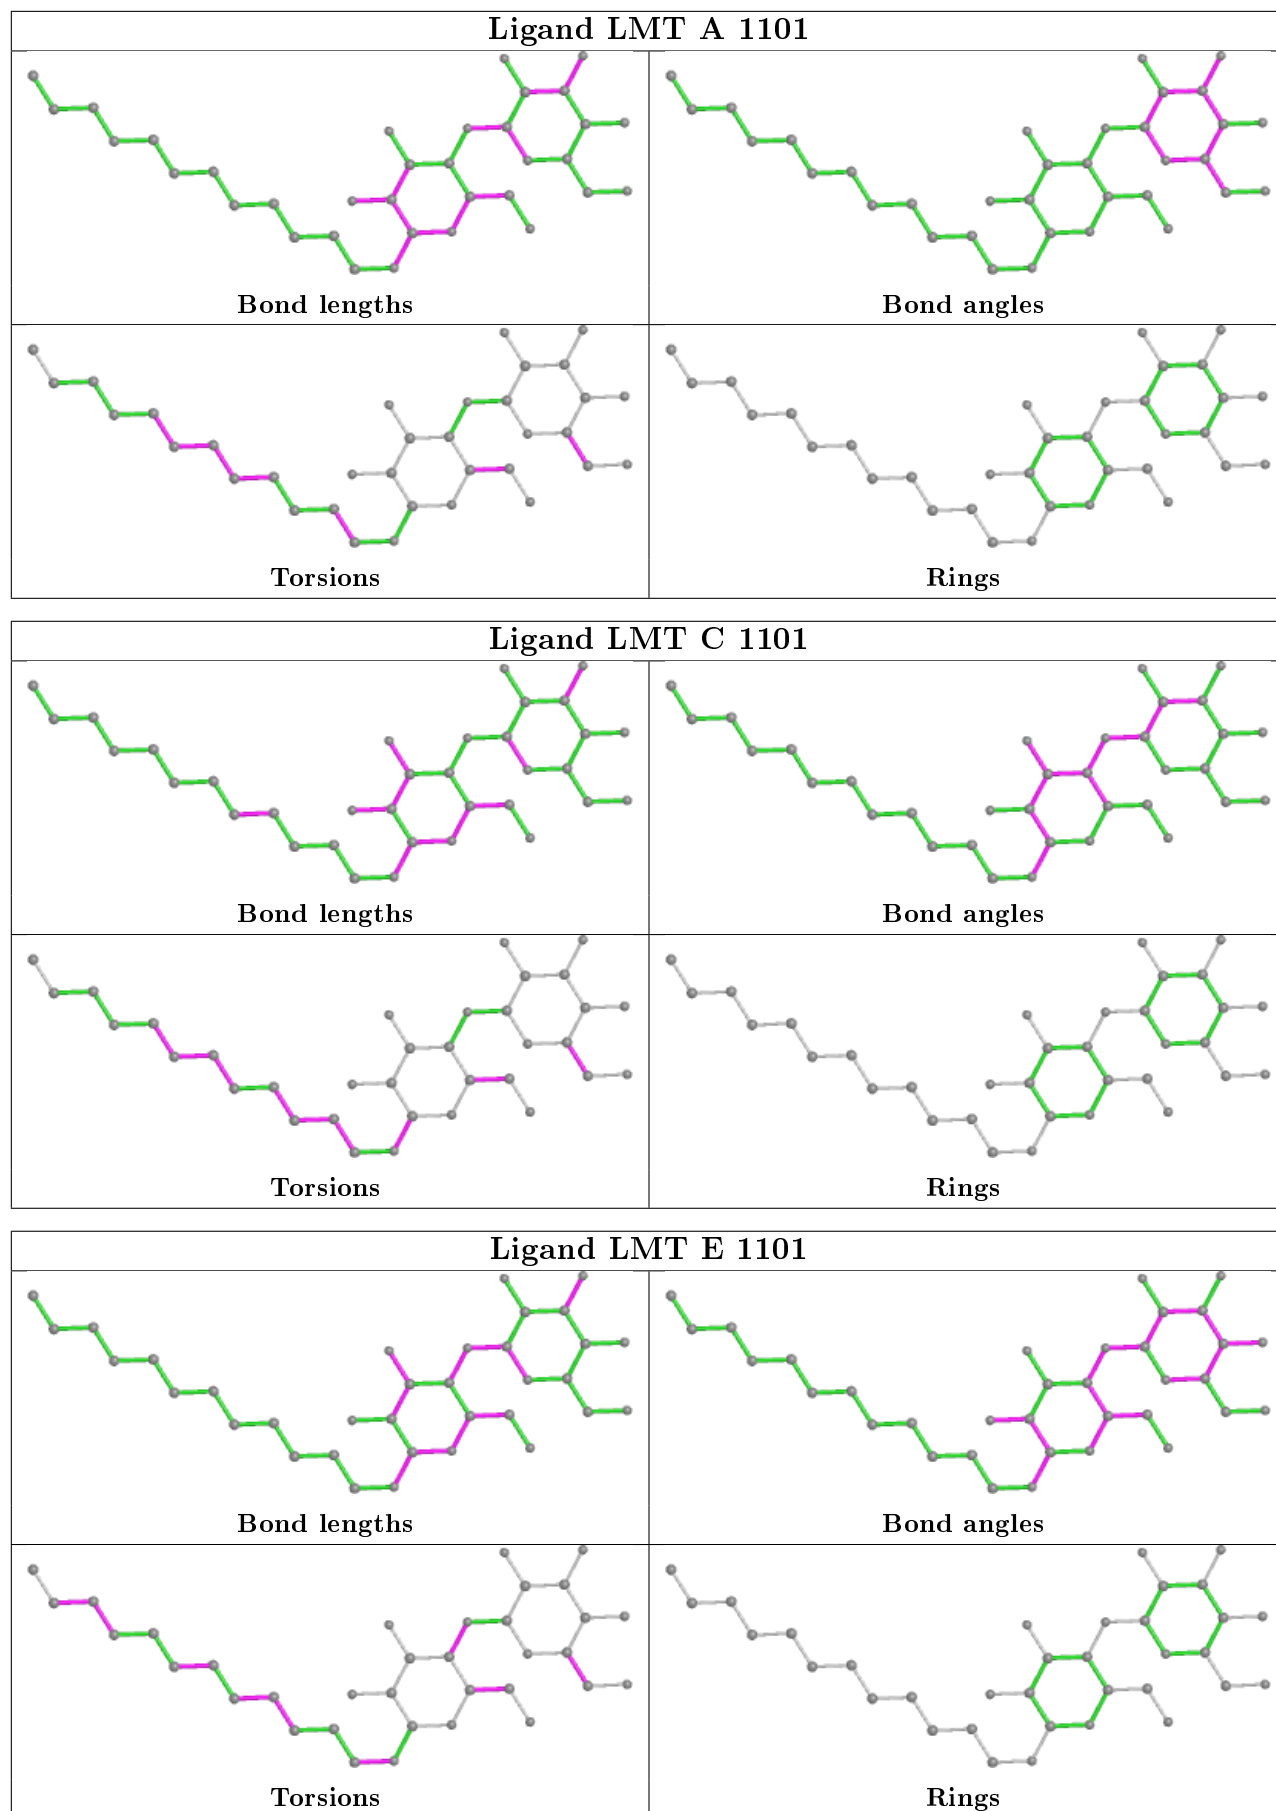 Ligand LMT A 1101
Bond lengths
Bond angles
Torsions
Rings
Ligand LMT C 1101
Bond lengths
Bond angles
Torsions
Rings
Ligand LMT E 1101
Bond lengths
Bond angles
Torsions
Rings